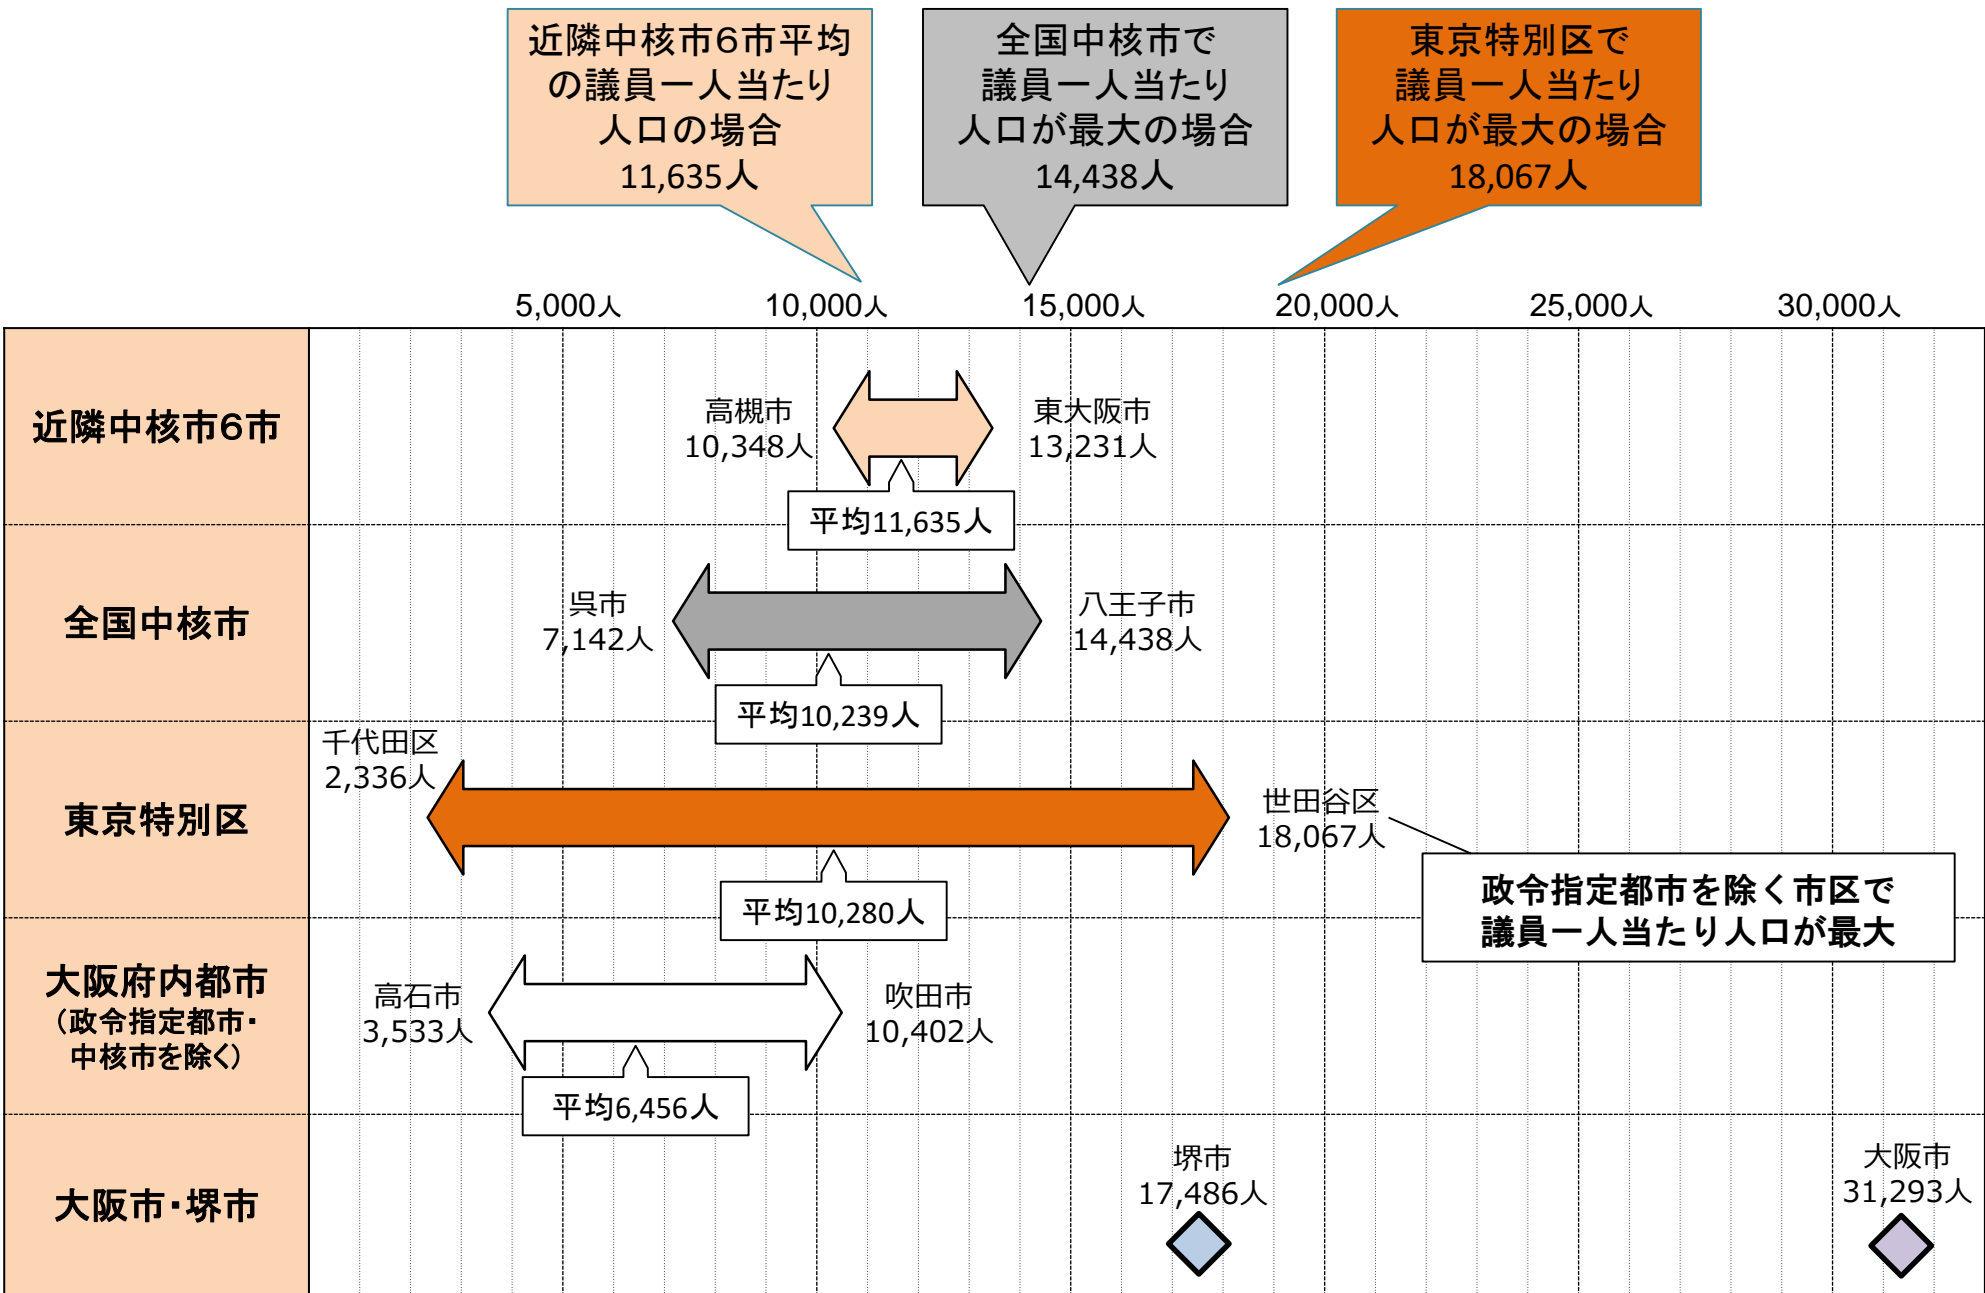 近隣中核市6市平均
の議員一人当たり
人口の場合
11,635人
全国中核市で
議員一人当たり
人口が最大の場合
14,438人
東京特別区で
議員一人当たり
人口が最大の場合
18,067人
5,000人
10,000人
15,000人
20,000人
25,000人
30,000人
近隣中核市6市
高槻市
10,348人
東大阪市
13,231人
平均11,635人
全国中核市
呉市
7,142人
八王子市
14,438人
平均10,239人
東京特別区
千代田区
2,336人
世田谷区
18,067人
平均10,280人
政令指定都市を除く市区で
議員一人当たり人口が最大
大阪府内都市
(政令指定都市・
中核市を除く)
高石市
3,533人
吹田市
10,402人
平均6,456人
大阪市・堺市
堺市
17,486人
大阪市
31,293人